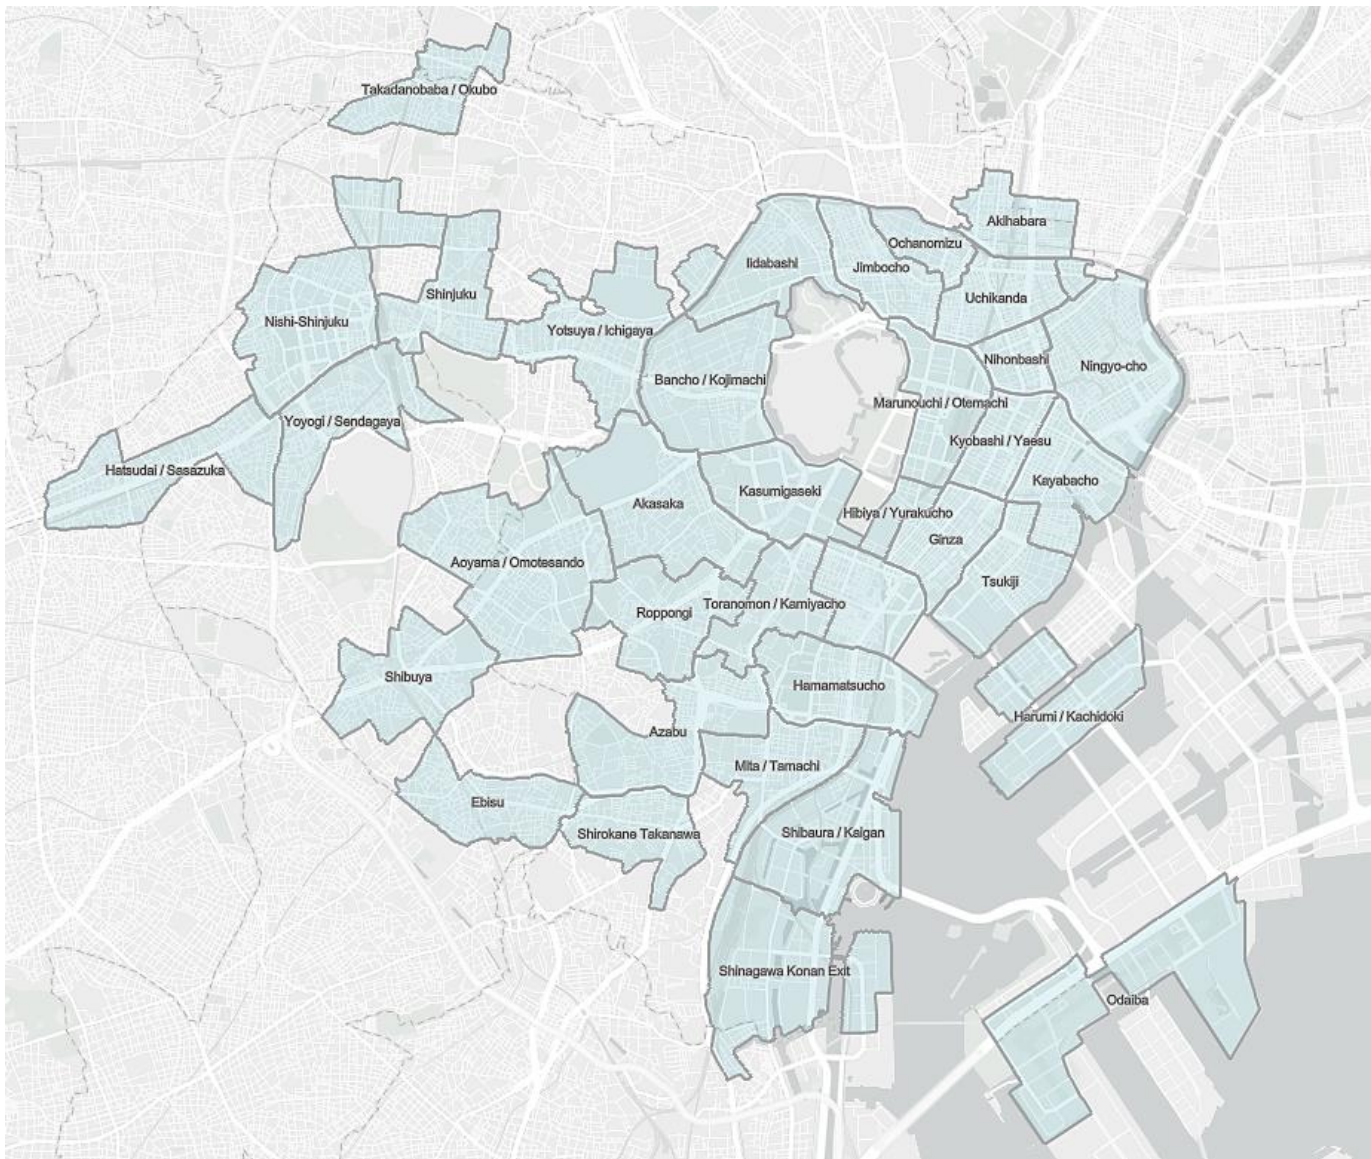 Takadanobaba / Okubo
Akihabara
Ochanomizu
Iidabashi
Jimbocho
Shinjuku
Uchikanda
Nishi-Shinjuku
Yotsuya / Ichigaya
Nihonbashi
Ningyo-cho
Bancho / Kojimachi
Marunouchi / Otemachi
Yoyogi / Sendagaya
Kyobashi / Yaesu
Hatsudai / Sasazuka
Kayabacho
Kasumigaseki
Akasaka
Hibiya / Yurakucho
Ginza
Aoyama / Omotesando
Tsukiji
Toranomon / Kamiyacho
Roppongi
Shibuya
Hamamatsucho
Harumi / Kachidoki
Azabu
Mita / Tamachi
Ebisu
Shirokane Takanawa
Shibaura / Kaigan
Shinagawa Konan Exit
Odaiba